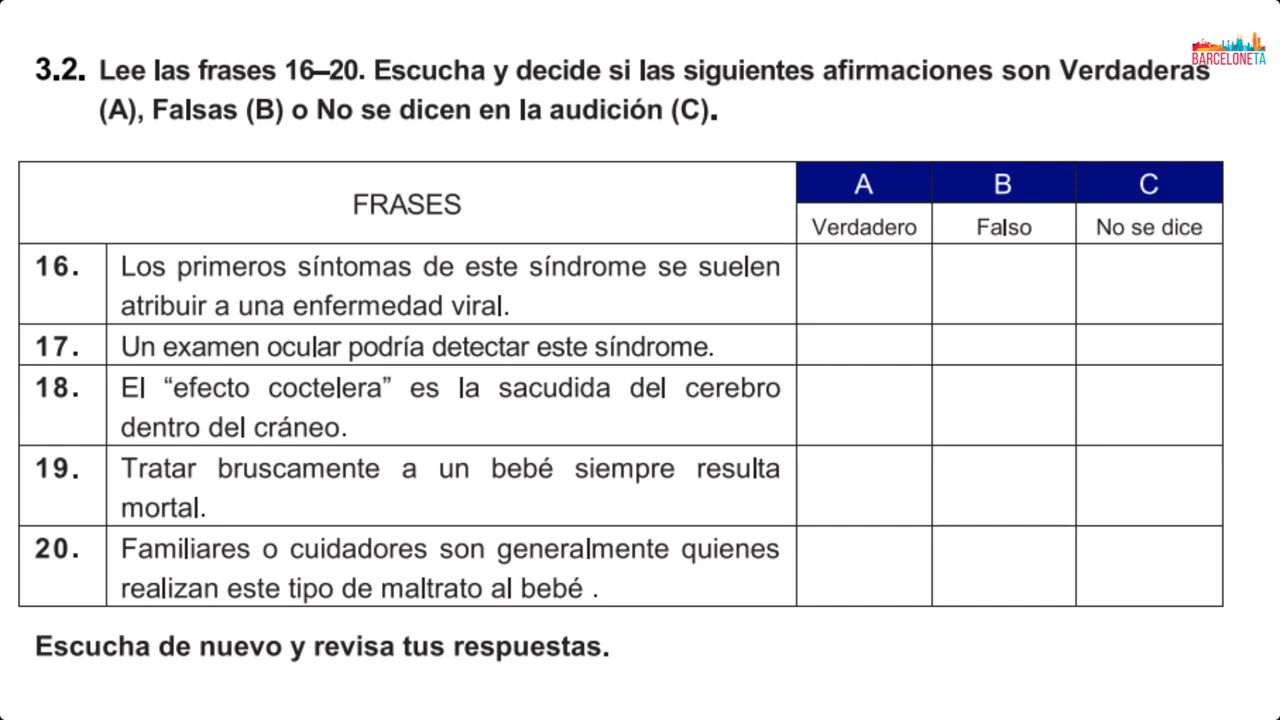 BARCELONETA
3.2. Lee las frases 16–20. Escucha y decide si las siguientes afirmaciones son Verdaderas
(A), Falsas (B) o No se dicen en la audición (C).
FRASES
A
B
C
Verdadero
Falso
No se dice
16. Los primeros síntomas de este síndrome se suelen
atribuir a una enfermedad viral.
17. Un examen ocular podría detectar este síndrome.
18. El “efecto coctelera” es la sacudida del cerebro
dentro del cráneo.
19. Tratar bruscamente a un bebé siempre resulta
mortal.
20. Familiares o cuidadores son generalmente quienes
realizan este tipo de maltrato al bebé .
Escucha de nuevo y revisa tus respuestas.